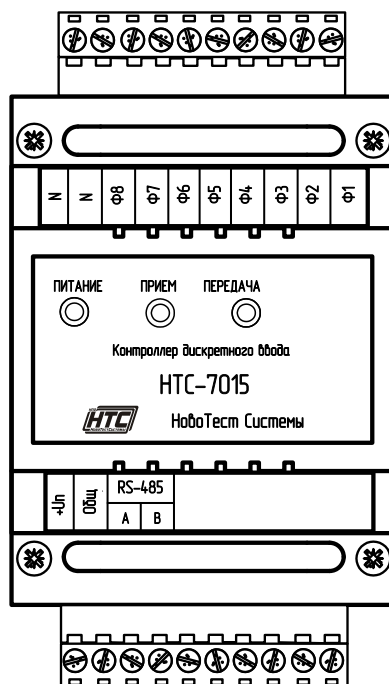 N N Ф8 Ф7 Ф6 Ф5 Ф4 Ф3 Ф2 Ф1
ПИТАНИЕ ПРИЕМ ПЕРЕДАЧА
Контроллер дискретного ввода
НТС-7015
НТС НовоТест Системы
+Uп Общ RS-485
A B